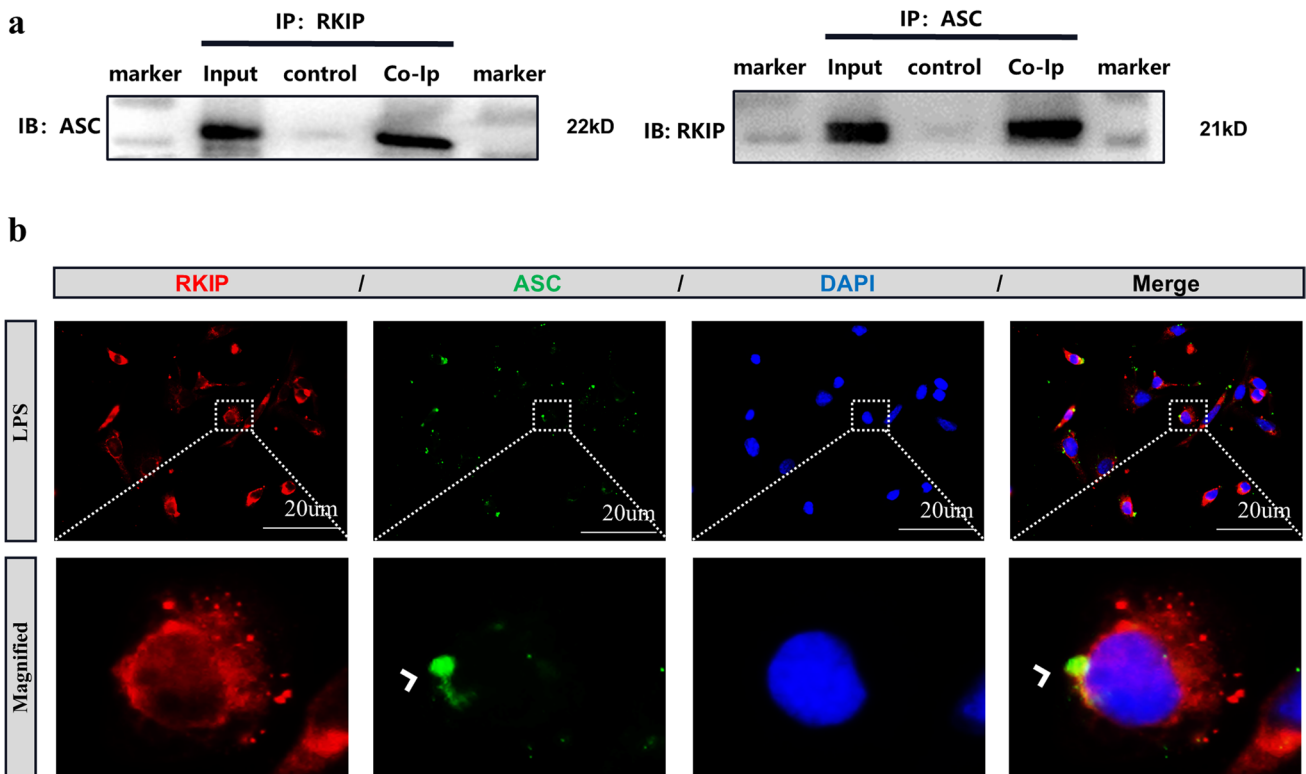 a
IP: RKIP
marker Input control Co-Ip marker
IB: ASC
22kD
IP: ASC
marker Input control Co-Ip marker
IB: RKIP
21kD
b
RKIP / ASC / DAPI / Merge
LPS
20um
20um
20um
20um
Magnified